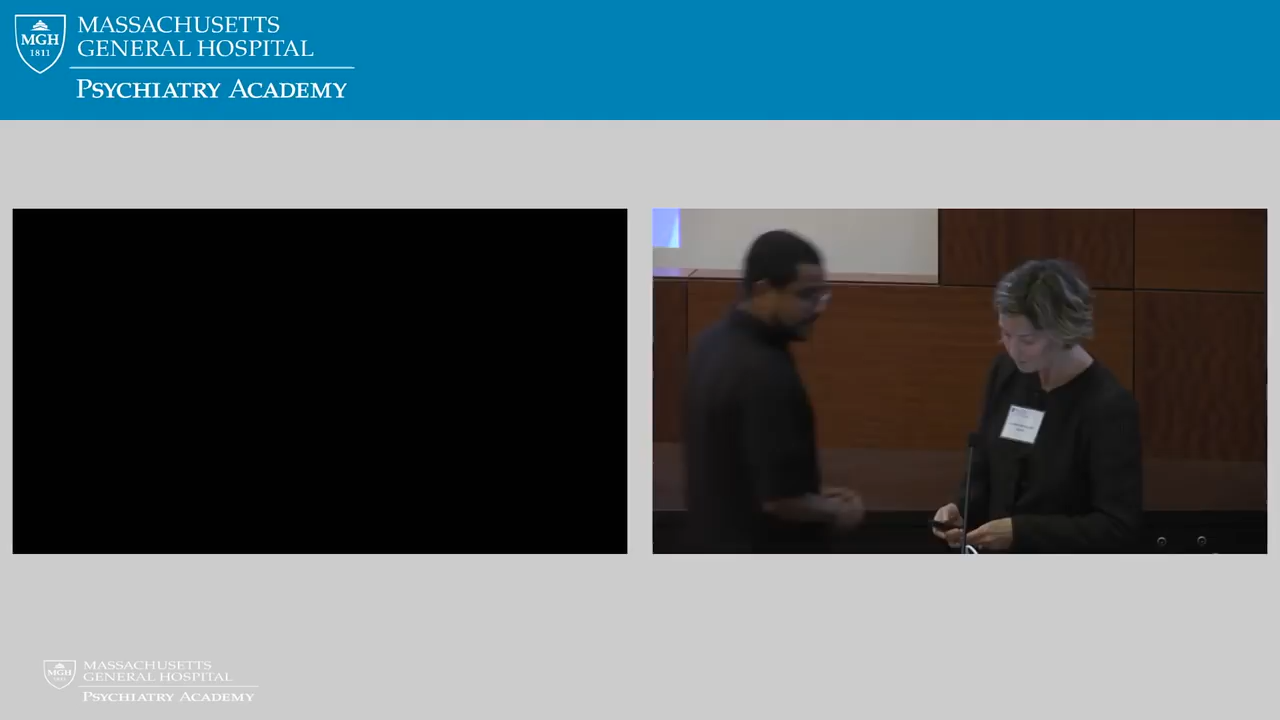 MASSACHUSETTS
GENERAL HOSPITAL
PSYCHIATRY ACADEMY
MGH
1811
MASSACHUSETTS
GENERAL HOSPITAL
PSYCHIATRY ACADEMY
MGH
1811